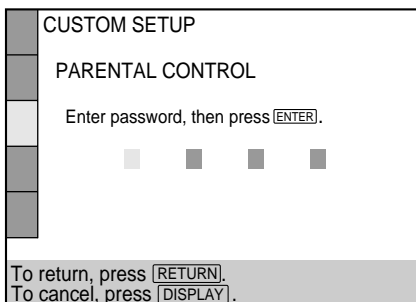 CUSTOM SETUP
PARENTAL CONTROL
Enter password, then press ENTER.
To return, press RETURN.
To cancel, press DISPLAY.